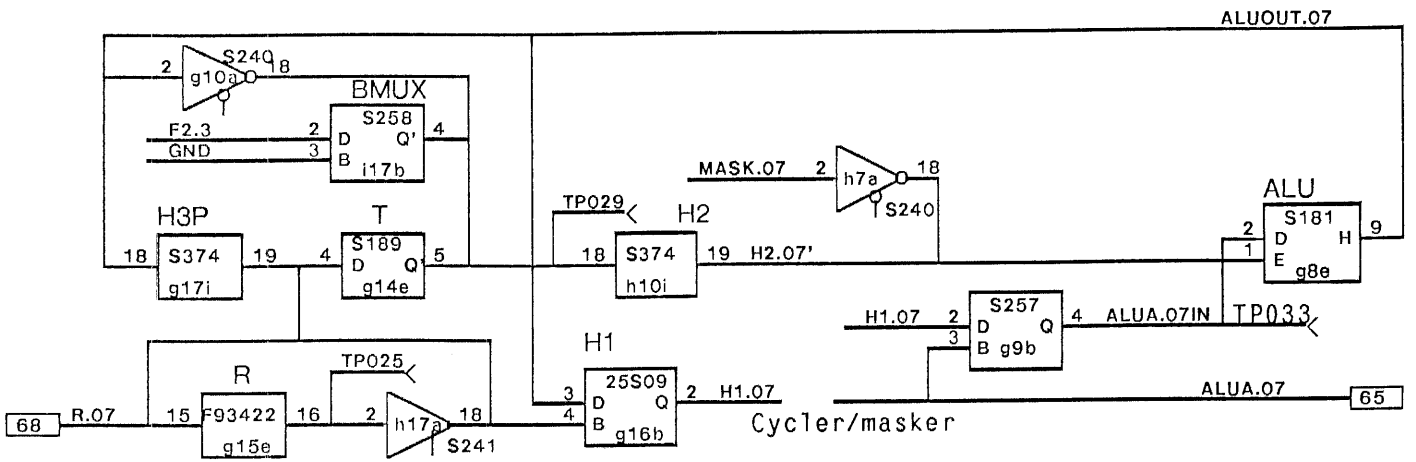 ALUOUT.07
S240
2 g10a 18
BMUX
S258
F2.3 2 D Q' 4
GND 3 B
i17b
MASK.07 2 h7a 18
S240
TP029
H3P T H2 ALU
18 S374 19
g17i
4 S189 5
D Q'
g14e
18 S374 19 H2.07'
h10i
S181
2 D H 9
1 E
g8e
S257
H1.07 2 D Q 4 ALUA.07IN TP033
3 B
g9b
R
TP025
H1
68 R.07 15 F93422 16
g15e
2 h17a 18
S241
25S09
3 D Q 2 H1.07
4 B
g16b
ALUA.07 65
Cycler/masker